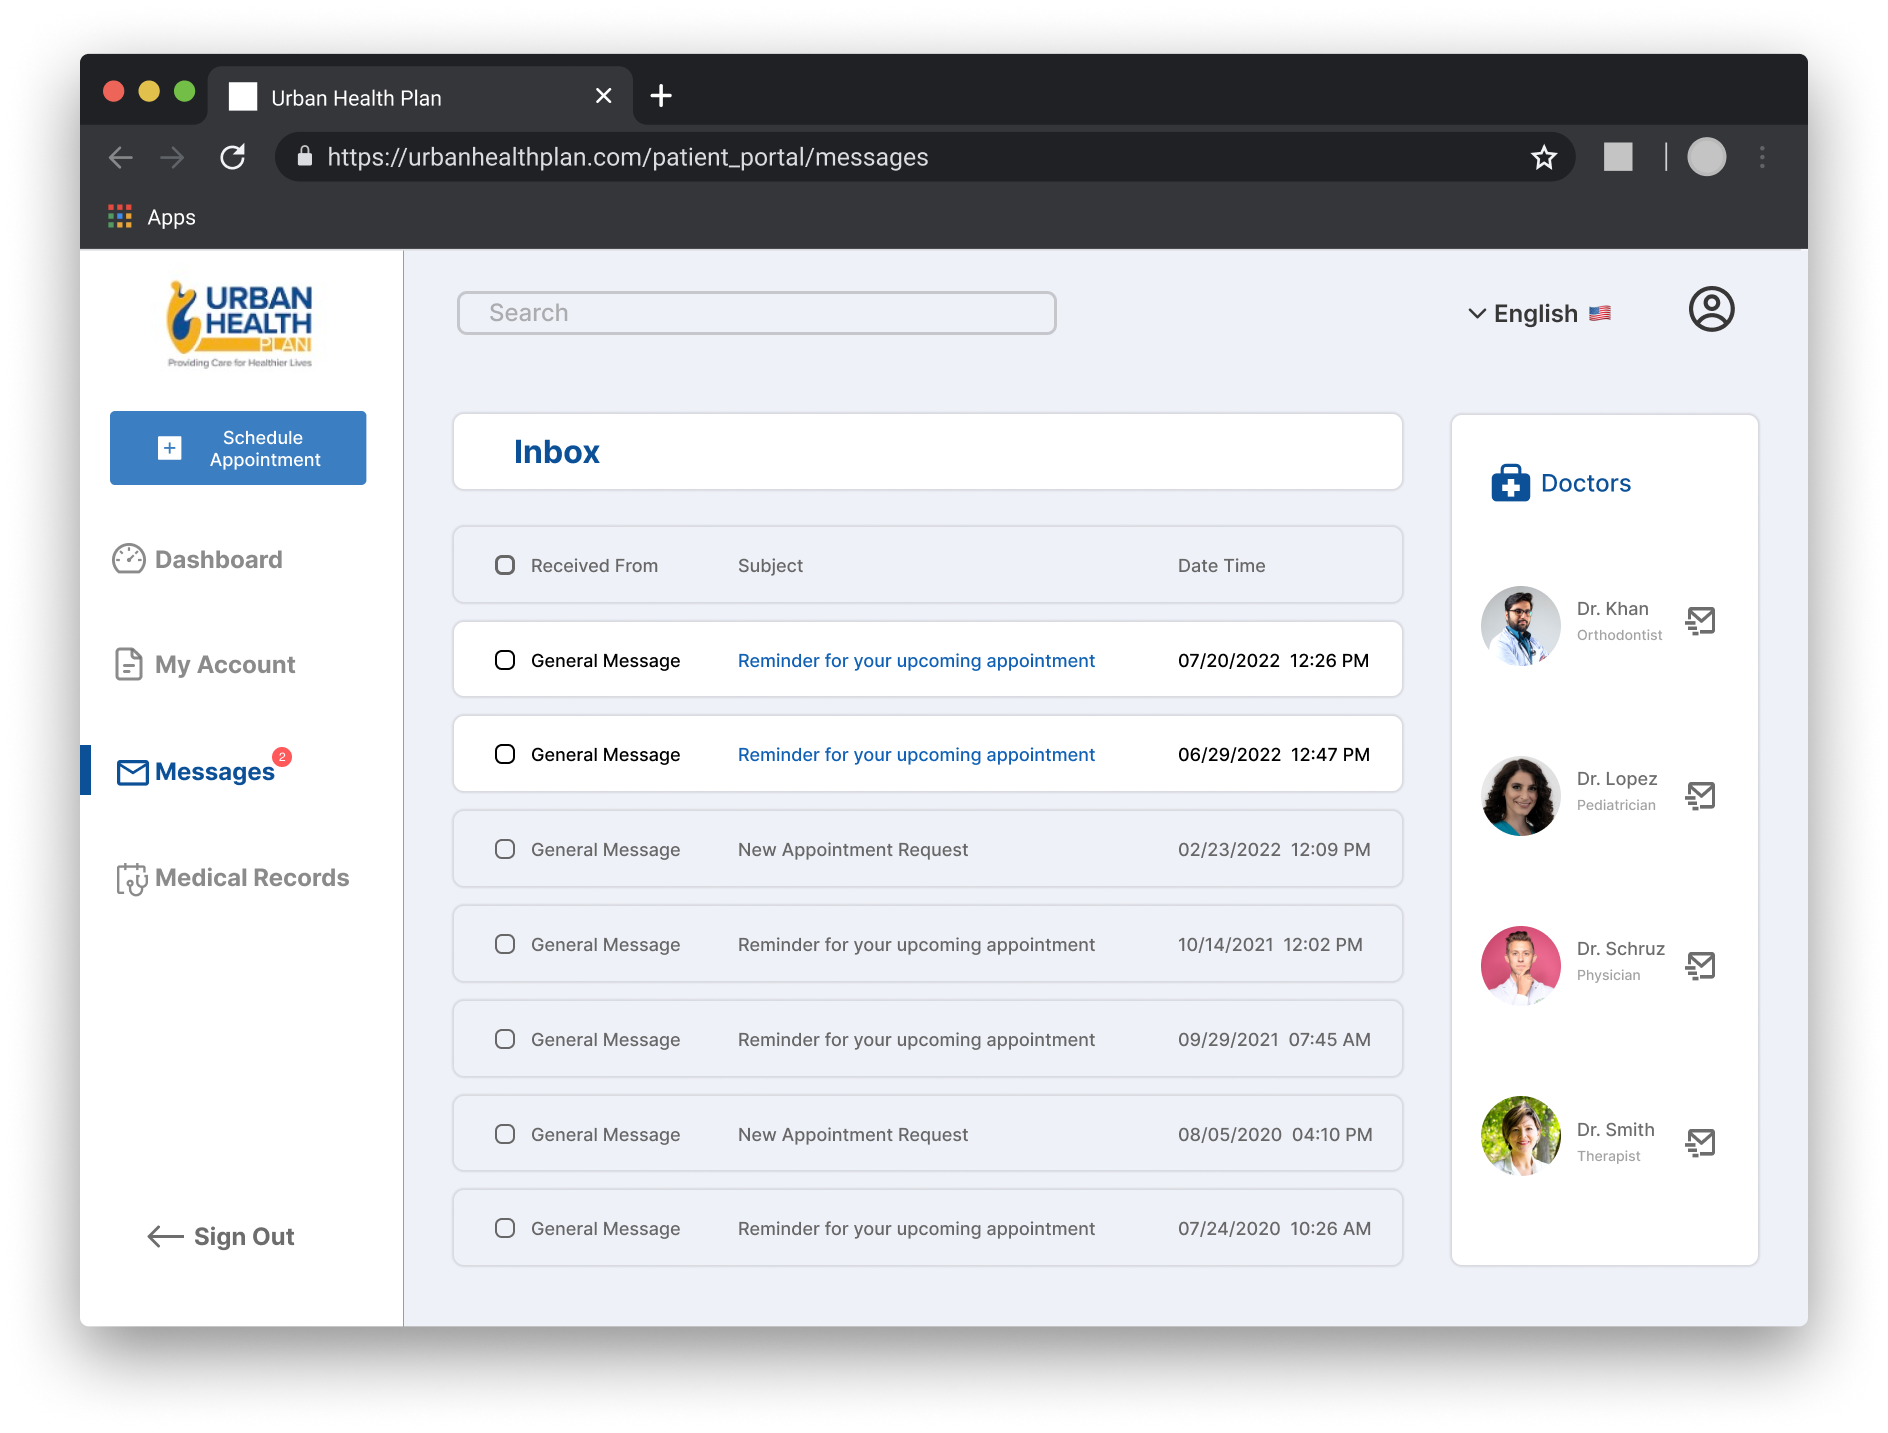 Urban Health Plan
https://urbanhealthplan.com/patient_portal/messages
Apps
URBAN
HEALTH
PLAN
Providing Care for Healthier Lives
Schedule
Appointment
Dashboard
My Account
Messages 2
Medical Records
Sign Out
Search
English
Inbox
Received From Subject Date Time
General Message Reminder for your upcoming appointment 07/20/2022 12:26 PM
General Message Reminder for your upcoming appointment 06/29/2022 12:47 PM
General Message New Appointment Request 02/23/2022 12:09 PM
General Message Reminder for your upcoming appointment 10/14/2021 12:02 PM
General Message Reminder for your upcoming appointment 09/29/2021 07:45 AM
General Message New Appointment Request 08/05/2020 04:10 PM
General Message Reminder for your upcoming appointment 07/24/2020 10:26 AM
Doctors
Dr. Khan
Orthodontist
Dr. Lopez
Pediatrician
Dr. Schruz
Physician
Dr. Smith
Therapist